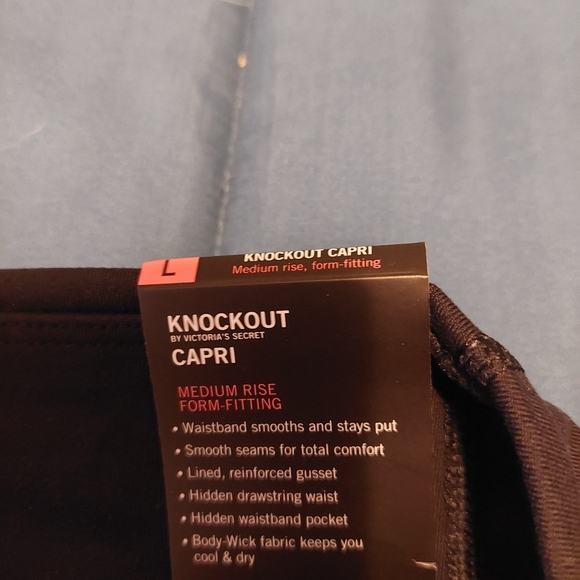 L
KNOCKOUT CAPRI
Medium rise, form-fitting
KNOCKOUT
BY VICTORIA'S SECRET
CAPRI
MEDIUM RISE
FORM-FITTING
• Waistband smooths and stays put
• Smooth seams for total comfort
• Lined, reinforced gusset
• Hidden drawstring waist
• Hidden waistband pocket
• Body-Wick fabric keeps you
cool & dry